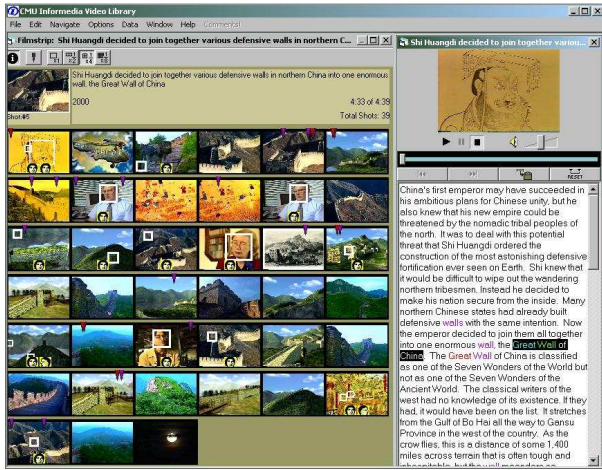 CMU Informedia Video Library
File Edit Navigate Options Data Window Help Comments!
Filmstrip: Shi Huangdi decided to join together various defensive walls in northern C...
Shi Huangdi decided to join together variou...
x1 x2 x4 x8
Shi Huangdi decided to join together various defensive walls in northern China into one enormous
wall, the Great Wall of China
2000
4:33 of 4:39
Shot:#5
Total Shots: 39
RESET
China's first emperor may have succeeded in
his ambitious plans for Chinese unity, but he
also knew that his new empire could be
threatened by the nomadic tribal peoples of
the north. It was to deal with this potential
threat that Shi Huangdi ordered the
construction of the most astonishing defensive
fortification ever seen on Earth. Shi knew that
it would be difficult to wipe out the wandering
northern tribesmen. Instead he decided to
make his nation secure from the inside. Many
northern Chinese states had already built
defensive walls with the same intention. Now
the emperor decided to join them all together
into one enormous wall, the Great Wall of
China. The Great Wall of China is classified
as one of the Seven Wonders of the World but
not as one of the Seven Wonders of the
Ancient World. The classical writers of the
west had no knowledge of its existence. If they
had, it would have been on the list. It stretches
from the Gulf of Bo Hai all the way to Gansu
Province in the west of the country. As the
crow flies, this is a distance of some 1,400
miles across terrain that is often tough and
inhospitable, but the wall meanders so